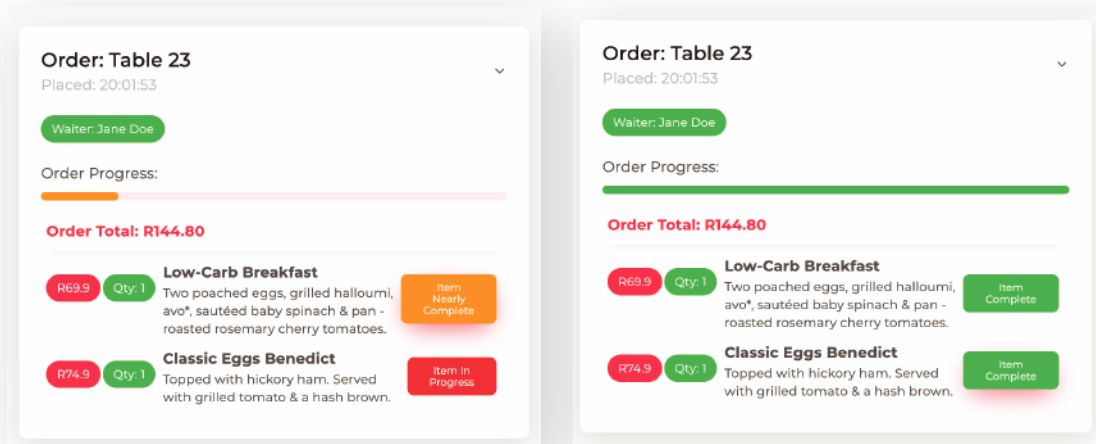 Order: Table 23
Placed: 20:01:53
Waiter: Jane Doe
Order Progress:
Order Total: R144.80
R69.9
Qty: 1
Low-Carb Breakfast
Two poached eggs, grilled halloumi,
avo*, sautéed baby spinach & pan -
roasted rosemary cherry tomatoes.
Item
Nearly
Complete
R74.9
Qty: 1
Classic Eggs Benedict
Topped with hickory ham. Served
with grilled tomato & a hash brown.
Item In
Progress
Order: Table 23
Placed: 20:01:53
Waiter: Jane Doe
Order Progress:
Order Total: R144.80
R69.9
Qty: 1
Low-Carb Breakfast
Two poached eggs, grilled halloumi,
avo*, sautéed baby spinach & pan -
roasted rosemary cherry tomatoes.
Item
Complete
R74.9
Qty: 1
Classic Eggs Benedict
Topped with hickory ham. Served
with grilled tomato & a hash brown.
Item
Complete